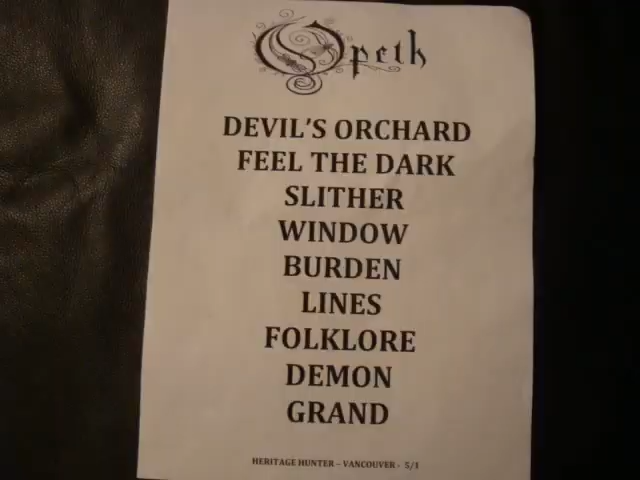 Opeth
DEVIL'S ORCHARD
FEEL THE DARK
SLITHER
WINDOW
BURDEN
LINES
FOLKLORE
DEMON
GRAND
HERITAGE HUNTER – VANCOUVER - 5/1